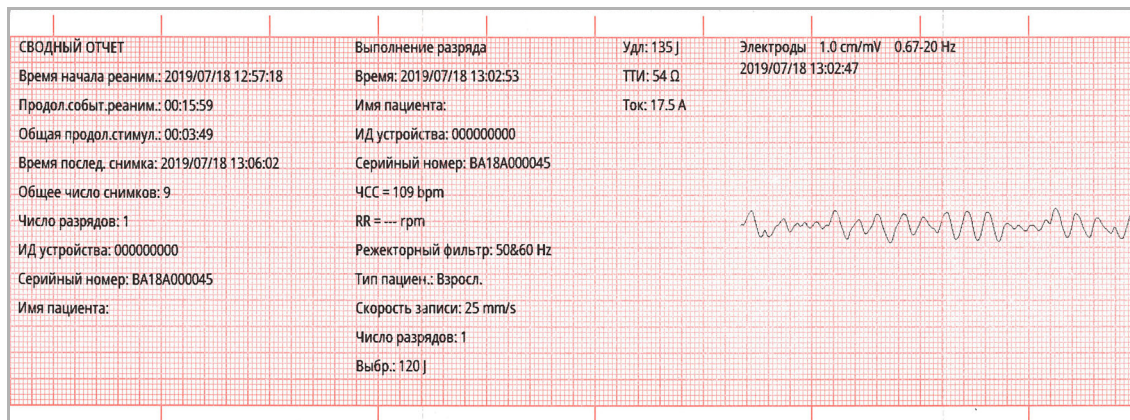 СВОДНЫЙ ОТЧЕТ
Время начала реаним.: 2019/07/18 12:57:18
Продол.событ.реаним.: 00:15:59
Общая продол.стимул.: 00:03:49
Время послед. снимка: 2019/07/18 13:06:02
Общее число снимков: 9
Число разрядов: 1
ИД устройства: 000000000
Серийный номер: BA18A000045
Имя пациента:
Выполнение разряда
Время: 2019/07/18 13:02:53
Имя пациента:
ИД устройства: 000000000
Серийный номер: BA18A000045
ЧСС = 109 bpm
RR = --- rpm
Режекторный фильтр: 50&60 Hz
Тип пациен.: Взросл.
Скорость записи: 25 mm/s
Число разрядов: 1
Выбр.: 120 J
Удл: 135 J
ТТИ: 54 Ω
Ток: 17.5 A
Электроды 1.0 cm/mV 0.67-20 Hz
2019/07/18 13:02:47